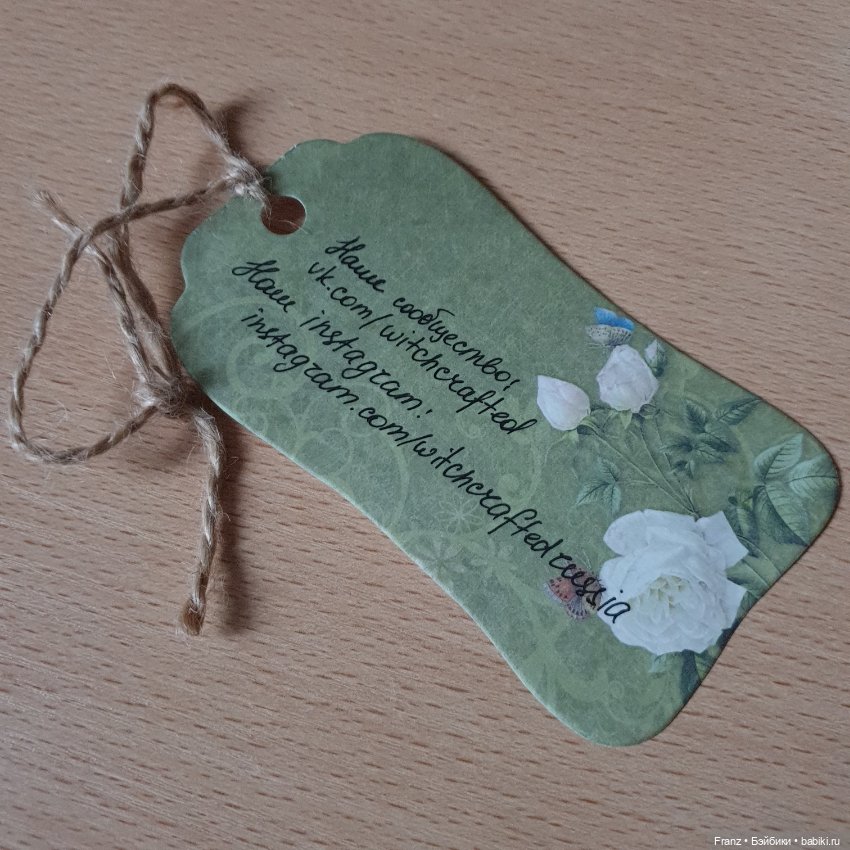 Наше сообщество:
vk.com/witchcrafted
Наш instagram:
instagram.com/witchcraftedrussia
Franz • Бэйбики • babiki.ru